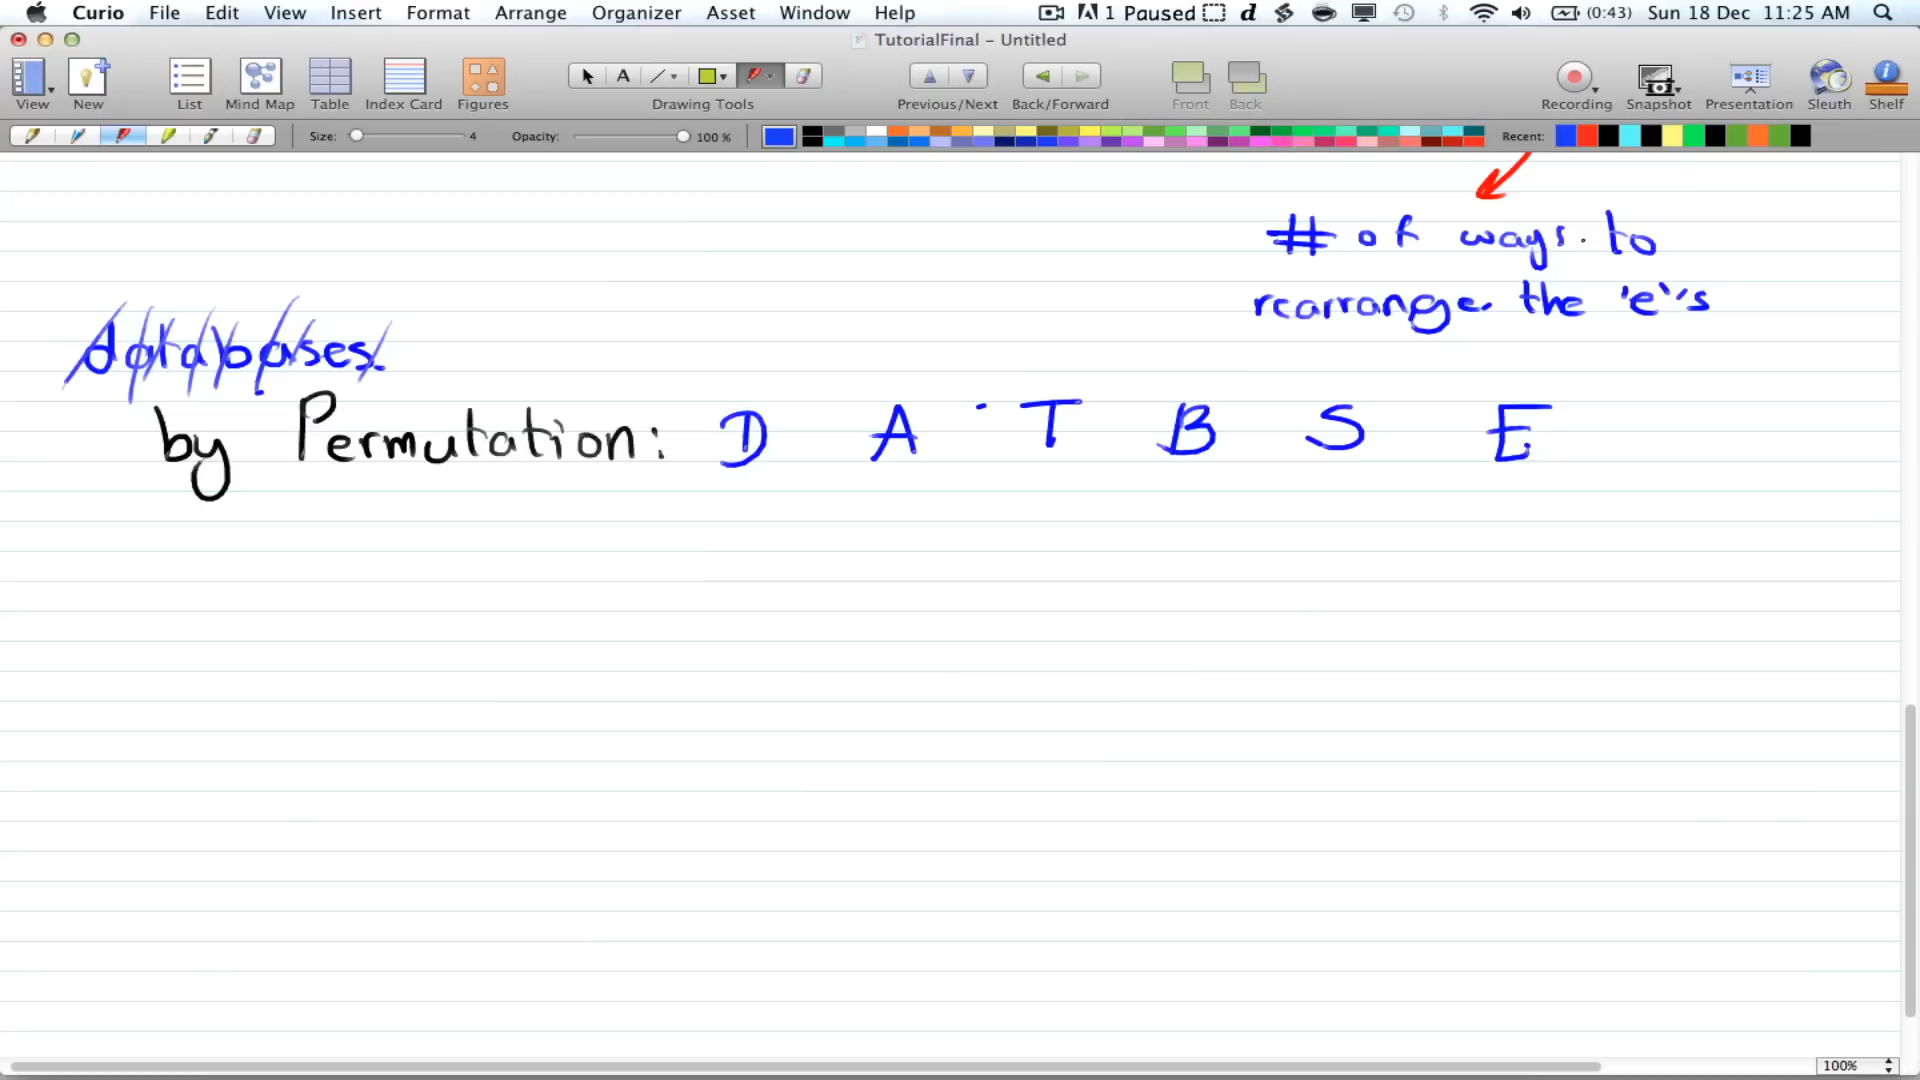 Curio File Edit View Insert Format Arrange Organizer Asset Window Help 1 Paused (0:43) Sun 18 Dec 11:25 AM
TutorialFinal – Untitled
View New List Mind Map Table Index Card Figures Drawing Tools Previous/Next Back/Forward Front Back Recording Snapshot Presentation Sleuth Shelf
Size: 4 Opacity: 100 % Recent:
# of ways to
rearrange the 'e''s
databases
by Permutation: D A T B S E
100%